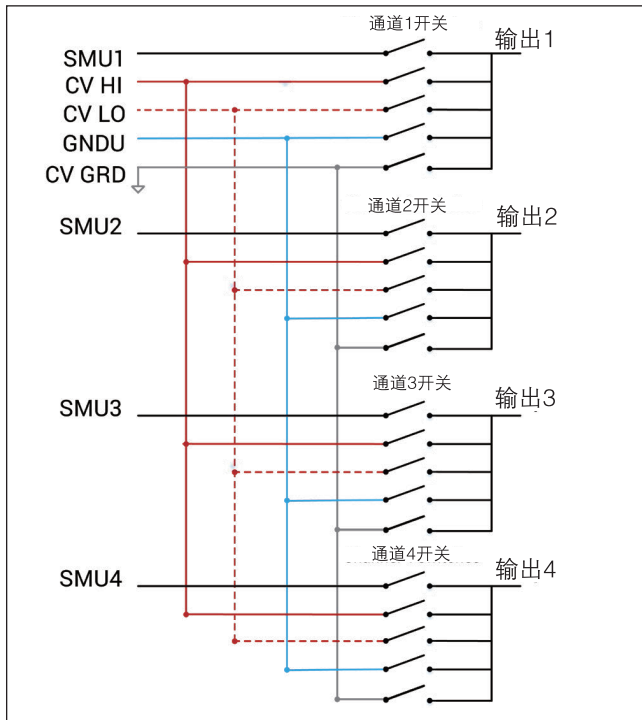 通道1开关
输出1
SMU1
CV HI
CV LO
GNDU
CV GRD
通道2开关
输出2
SMU2
通道3开关
输出3
SMU3
通道4开关
输出4
SMU4